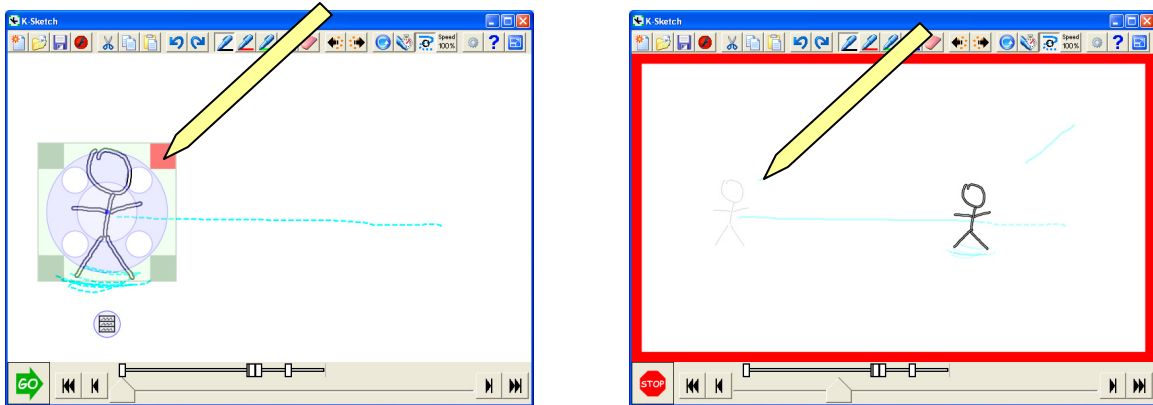 K-Sketch
Speed
100%
?
GO
K-Sketch
Speed
100%
?
STOP